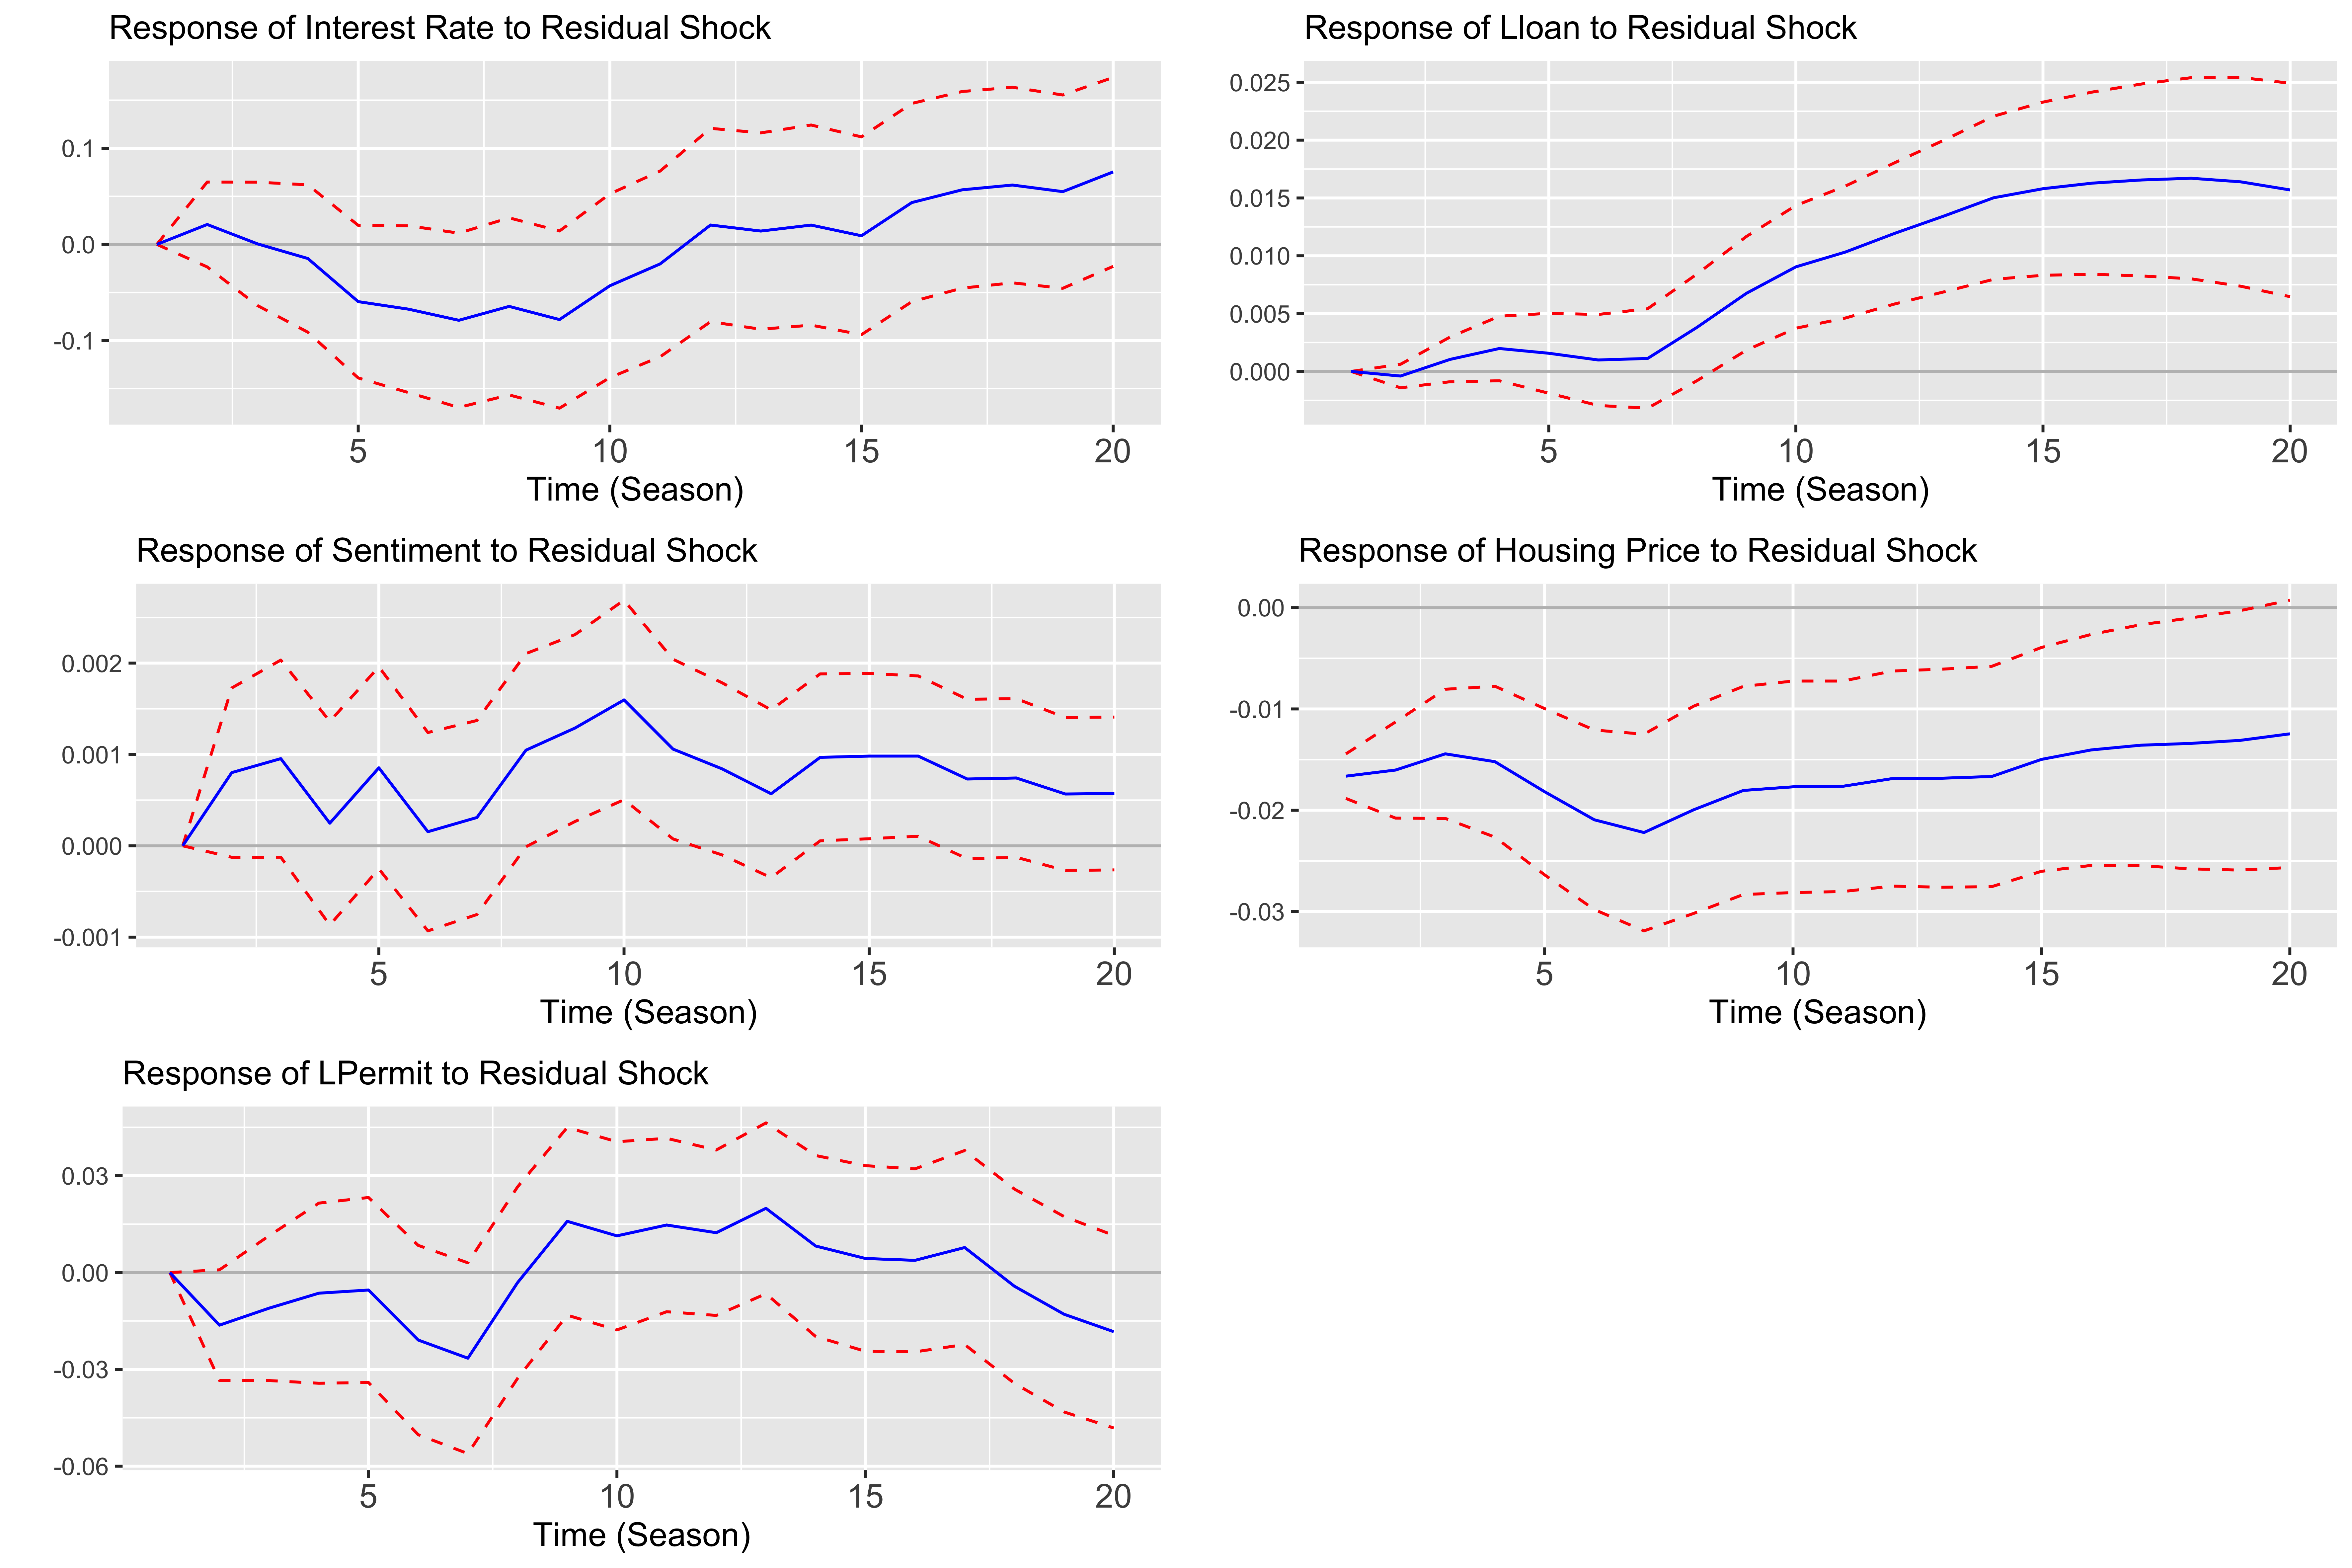 Response of Interest Rate to Residual Shock
0.1
0.0
-0.1
5 10 15 20
Time (Season)
Response of Lloan to Residual Shock
0.025
0.020
0.015
0.010
0.005
0.000
5 10 15 20
Time (Season)
Response of Sentiment to Residual Shock
0.002
0.001
0.000
-0.001
5 10 15 20
Time (Season)
Response of Housing Price to Residual Shock
0.00
-0.01
-0.02
-0.03
5 10 15 20
Time (Season)
Response of LPermit to Residual Shock
0.03
0.00
-0.03
-0.06
5 10 15 20
Time (Season)